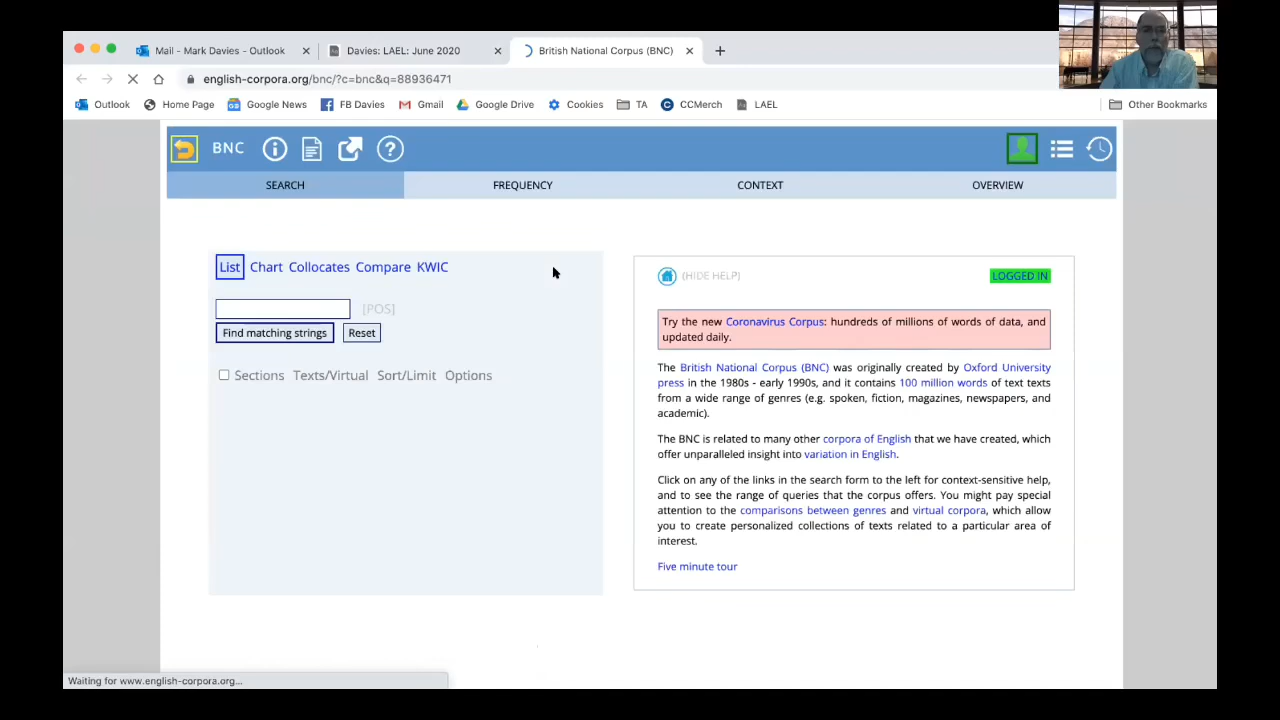 Mail - Mark Davies - Outlook
Davies: LAEL: June 2020
British National Corpus (BNC)
english-corpora.org/bnc/?c=bnc&q=88936471
Outlook Home Page Google News FB Davies Gmail Google Drive Cookies TA CCMerch LAEL Other Bookmarks
BNC
SEARCH FREQUENCY CONTEXT OVERVIEW
List Chart Collocates Compare KWIC
[POS]
Find matching strings Reset
Sections Texts/Virtual Sort/Limit Options
(HIDE HELP) LOGGED IN
Try the new Coronavirus Corpus: hundreds of millions of words of data, and
updated daily.
The British National Corpus (BNC) was originally created by Oxford University
press in the 1980s - early 1990s, and it contains 100 million words of text texts
from a wide range of genres (e.g. spoken, fiction, magazines, newspapers, and
academic).
The BNC is related to many other corpora of English that we have created, which
offer unparalleled insight into variation in English.
Click on any of the links in the search form to the left for context-sensitive help,
and to see the range of queries that the corpus offers. You might pay special
attention to the comparisons between genres and virtual corpora, which allow
you to create personalized collections of texts related to a particular area of
interest.
Five minute tour
Waiting for www.english-corpora.org...